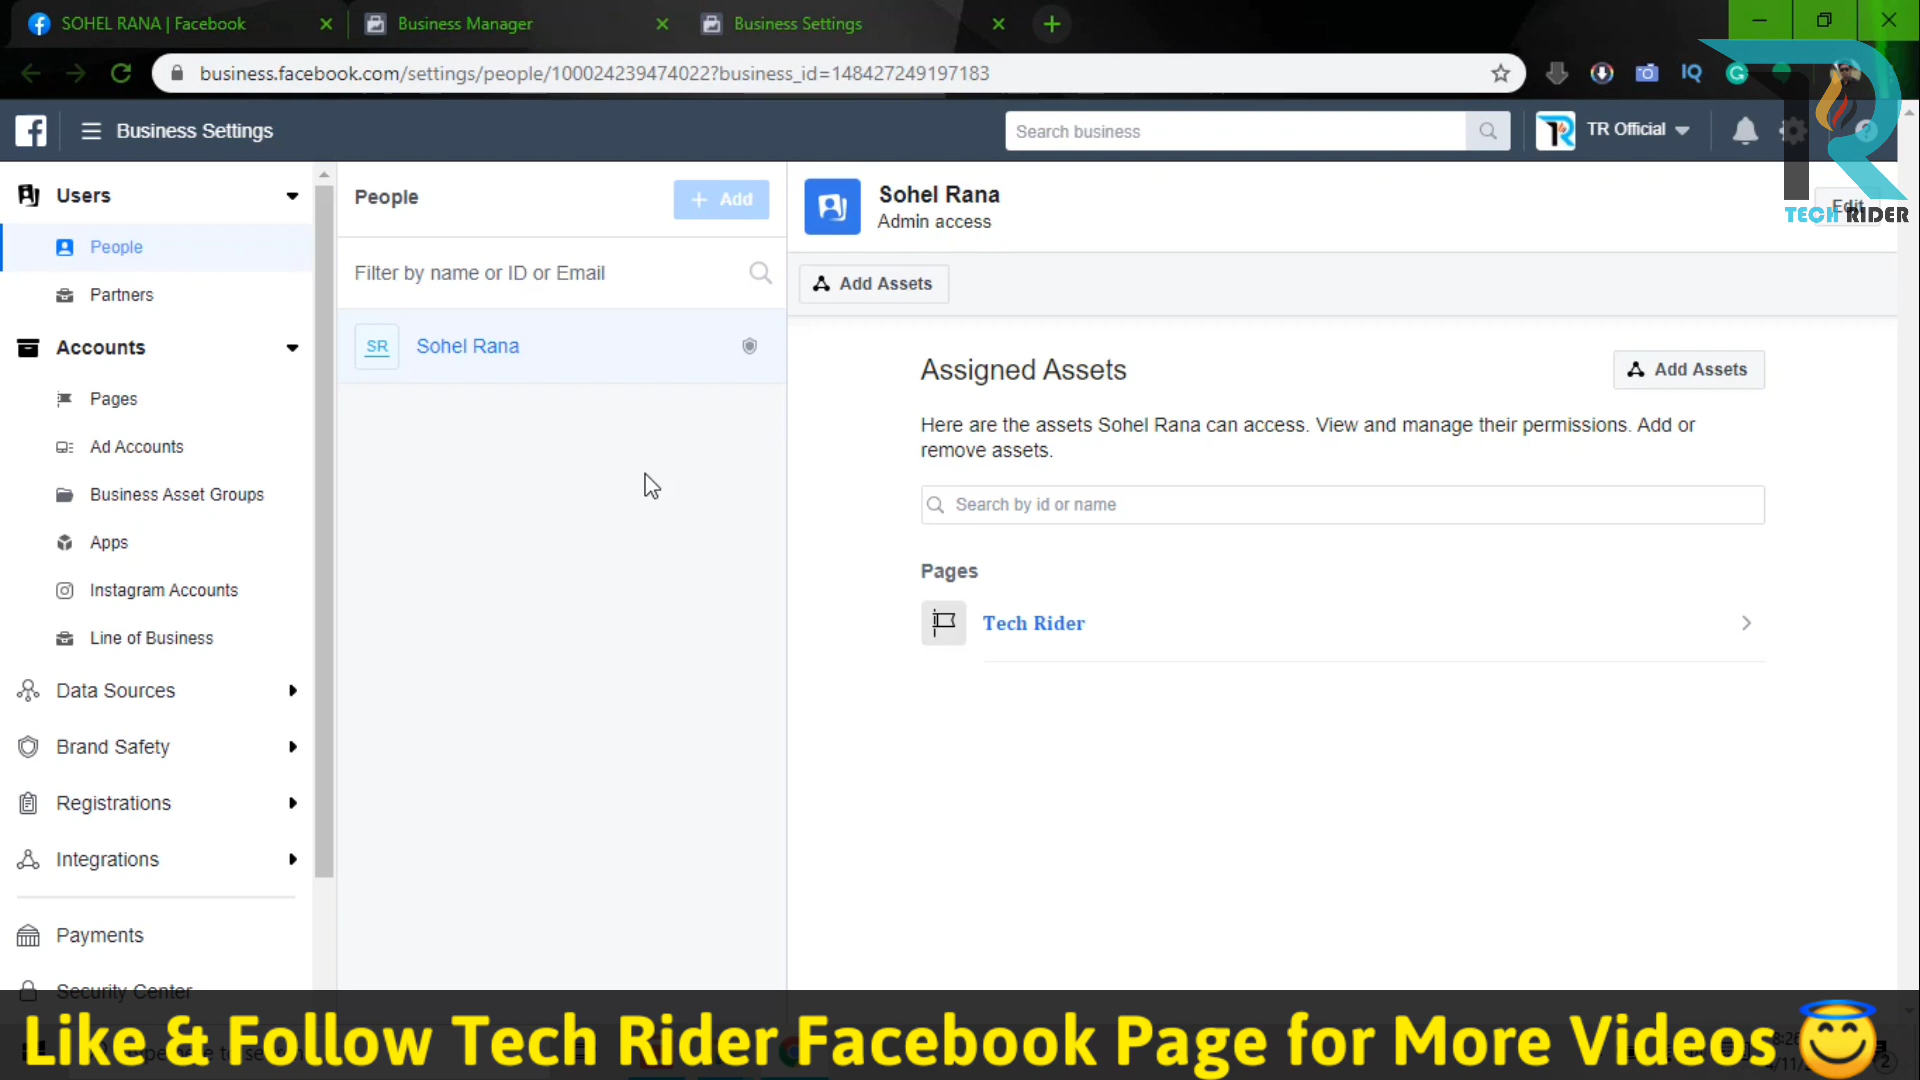 SOHEL RANA | Facebook
Business Manager
Business Settings
business.facebook.com/settings/people/100024239474022?business_id=148427249197183
IQ
Business Settings
Search business
TR Official
TECH RIDER
Users
People
Partners
Accounts
Pages
Ad Accounts
Business Asset Groups
Apps
Instagram Accounts
Line of Business
Data Sources
Brand Safety
Registrations
Integrations
Payments
Security Center
People
+ Add
Filter by name or ID or Email
SR
Sohel Rana
Sohel Rana
Admin access
Edit
Add Assets
Assigned Assets
Add Assets
Here are the assets Sohel Rana can access. View and manage their permissions. Add or
remove assets.
Search by id or name
Pages
Tech Rider
Like & Follow Tech Rider Facebook Page for More Videos